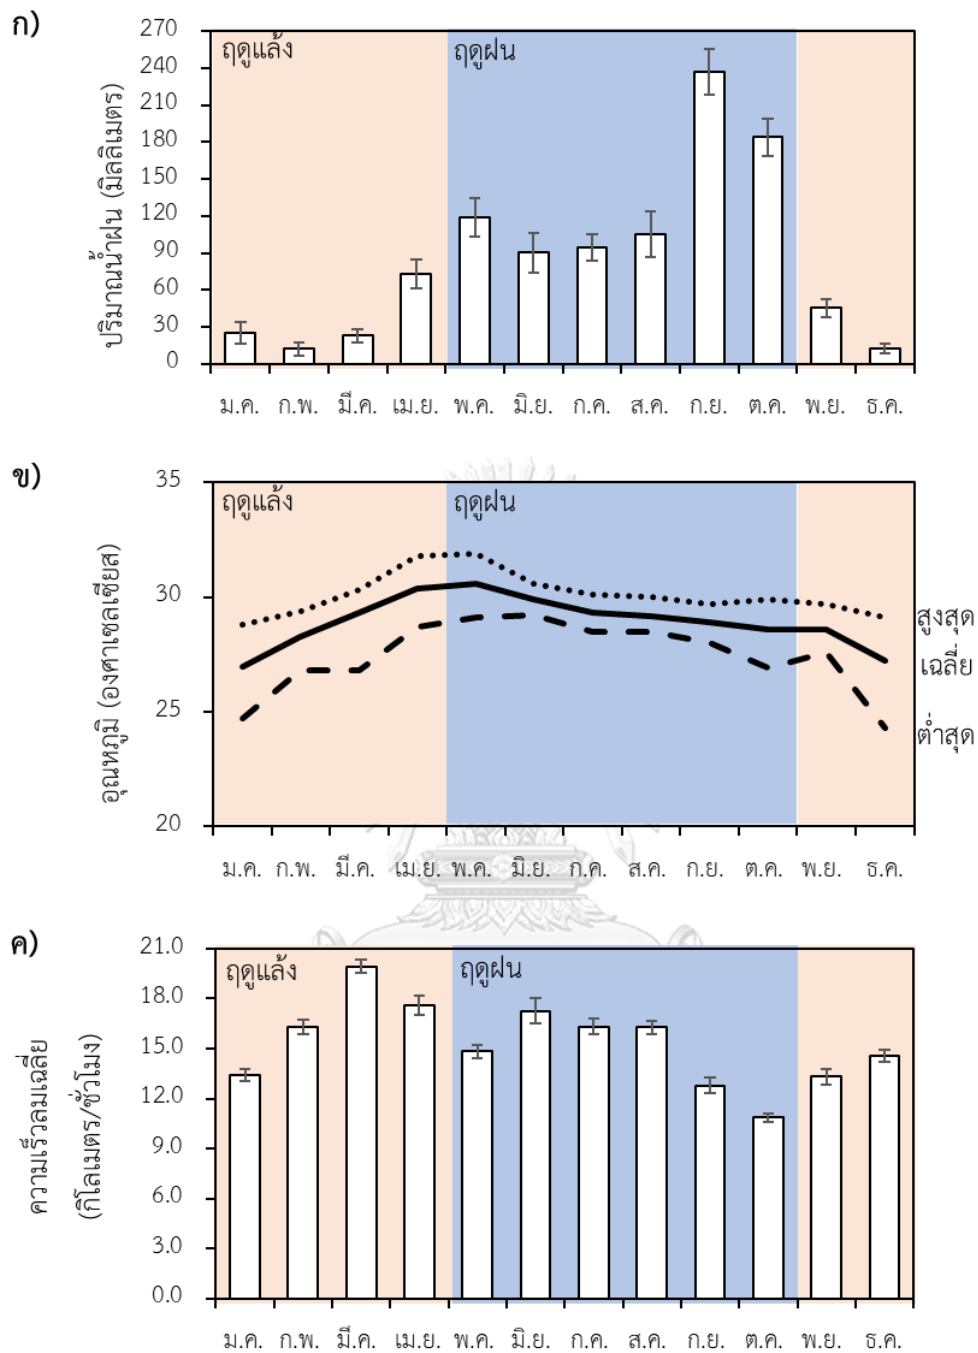 ก)
ปริมาณน้ำฝน (มิลลิเมตร)
270
240
210
180
150
120
90
60
30
0
ฤดูแล้ง ฤดูฝน
ม.ค. ก.พ. มี.ค. เม.ย. พ.ค. มิ.ย. ก.ค. ส.ค. ก.ย. ต.ค. พ.ย. ธ.ค.
ข)
อุณหภูมิ (องศาเซลเซียส)
35
30
25
20
ฤดูแล้ง ฤดูฝน
สูงสุด
เฉลี่ย
ต่ำสุด
ม.ค. ก.พ. มี.ค. เม.ย. พ.ค. มิ.ย. ก.ค. ส.ค. ก.ย. ต.ค. พ.ย. ธ.ค.
ค)
ความเร็วลมเฉลี่ย
(กิโลเมตร/ชั่วโมง)
21.0
18.0
15.0
12.0
9.0
6.0
3.0
0.0
ฤดูแล้ง ฤดูฝน
ม.ค. ก.พ. มี.ค. เม.ย. พ.ค. มิ.ย. ก.ค. ส.ค. ก.ย. ต.ค. พ.ย. ธ.ค.